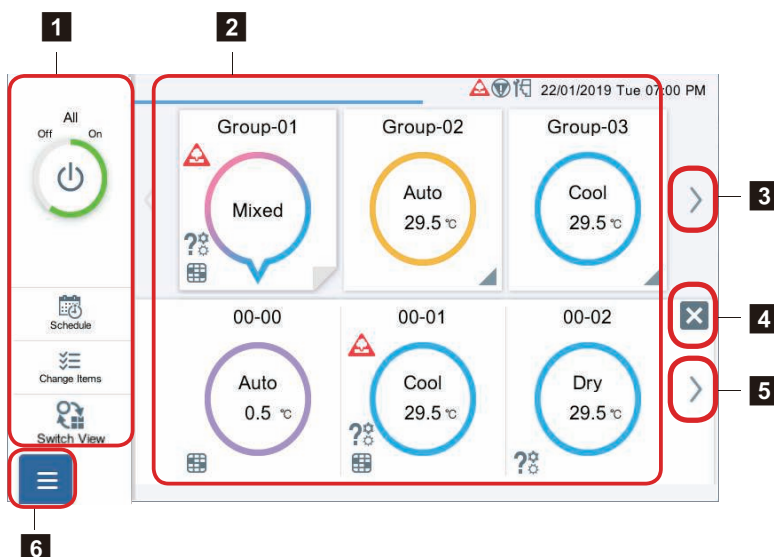 1
2
22/01/2019 Tue 07:00 PM
All
Off On
Group-01
Group-02
Group-03
Mixed
Auto
29.5 ℃
Cool
29.5 ℃
3
Schedule
Change Items
Switch View
00-00
00-01
00-02
4
Auto
0.5 ℃
Cool
29.5 ℃
Dry
29.5 ℃
5
6